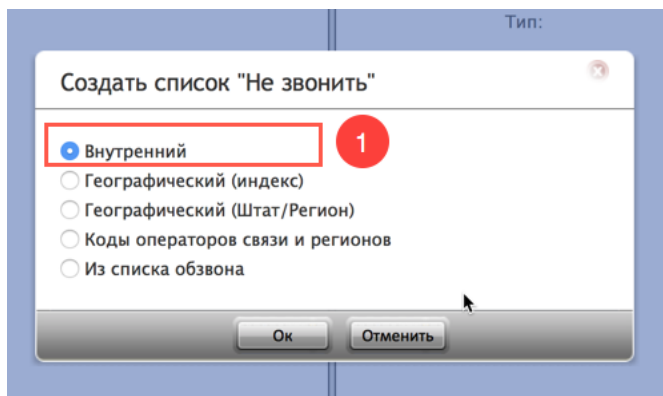 Тип:
Создать список "Не звонить"
Внутренний
1
Географический (индекс)
Географический (Штат/Регион)
Коды операторов связи и регионов
Из списка обзвона
Ок
Отменить